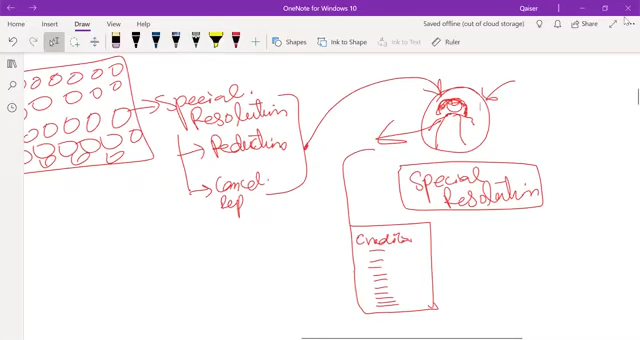 OneNote for Windows 10
Qaiser
File Home Insert Draw View Help Saved offline (out of cloud storage) Share
Shapes Ink to Shape Ink to Text Ruler
Special
Resolution
Reduction
Cancel.
Special
Resolution
Creditor